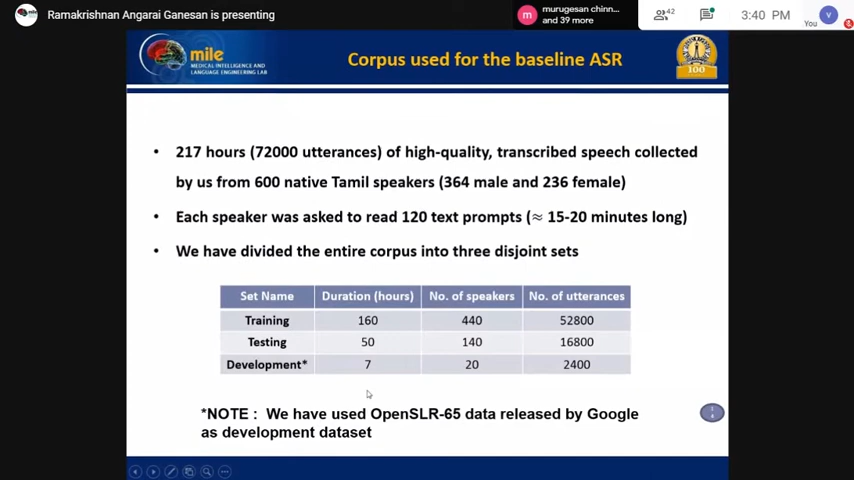 Ramakrishnan Angarai Ganesan is presenting
m
murugesan chinn...
and 39 more
42
3:40 PM
You
V
mile
MEDICAL INTELLIGENCE AND
LANGUAGE ENGINEERING LAB
Corpus used for the baseline ASR
100
• 217 hours (72000 utterances) of high-quality, transcribed speech collected
by us from 600 native Tamil speakers (364 male and 236 female)
• Each speaker was asked to read 120 text prompts (≈ 15-20 minutes long)
• We have divided the entire corpus into three disjoint sets
Set Name Duration (hours) No. of speakers No. of utterances
Training 160 440 52800
Testing 50 140 16800
Development* 7 20 2400
*NOTE : We have used OpenSLR-65 data released by Google
as development dataset